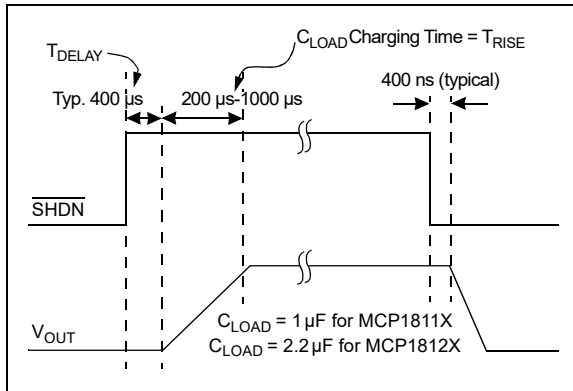 C_LOAD Charging Time = T_RISE
T_DELAY
400 ns (typical)
Typ. 400 µs
200 µs-1000 µs
SHDN
V_OUT
C_LOAD = 1 µF for MCP1811X
C_LOAD = 2.2 µF for MCP1812X